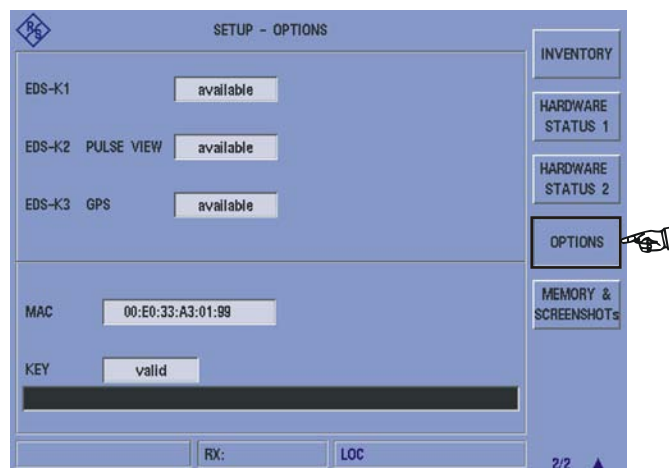 R&S
SETUP - OPTIONS
EDS-K1 available
EDS-K2 PULSE VIEW available
EDS-K3 GPS available
MAC 00:E0:33:A3:01:99
KEY valid
RX: LOC
INVENTORY
HARDWARE
STATUS 1
HARDWARE
STATUS 2
OPTIONS
MEMORY &
SCREENSHOTs
2/2